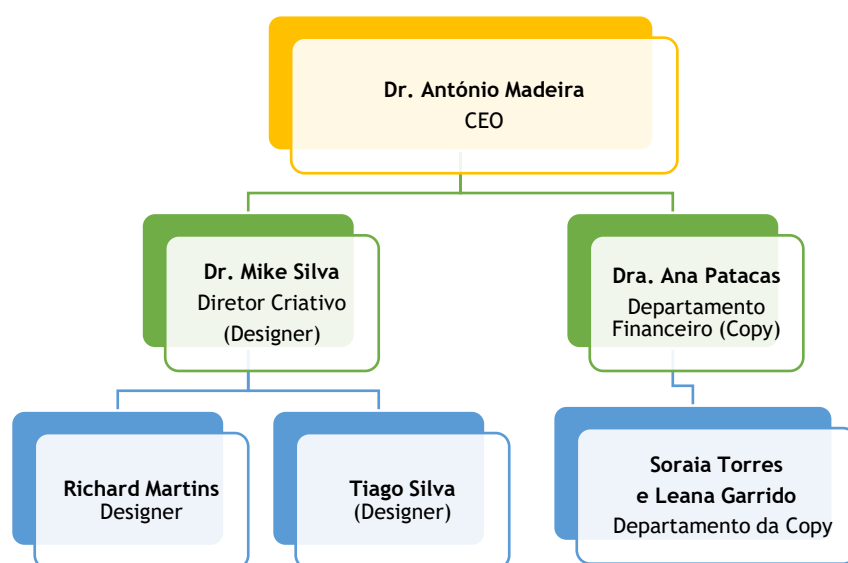 Dr. António Madeira
CEO
Dr. Mike Silva
Diretor Criativo
(Designer)
Dra. Ana Patacas
Departamento
Financeiro (Copy)
Richard Martins
Designer
Tiago Silva
(Designer)
Soraia Torres
e Leana Garrido
Departamento da Copy